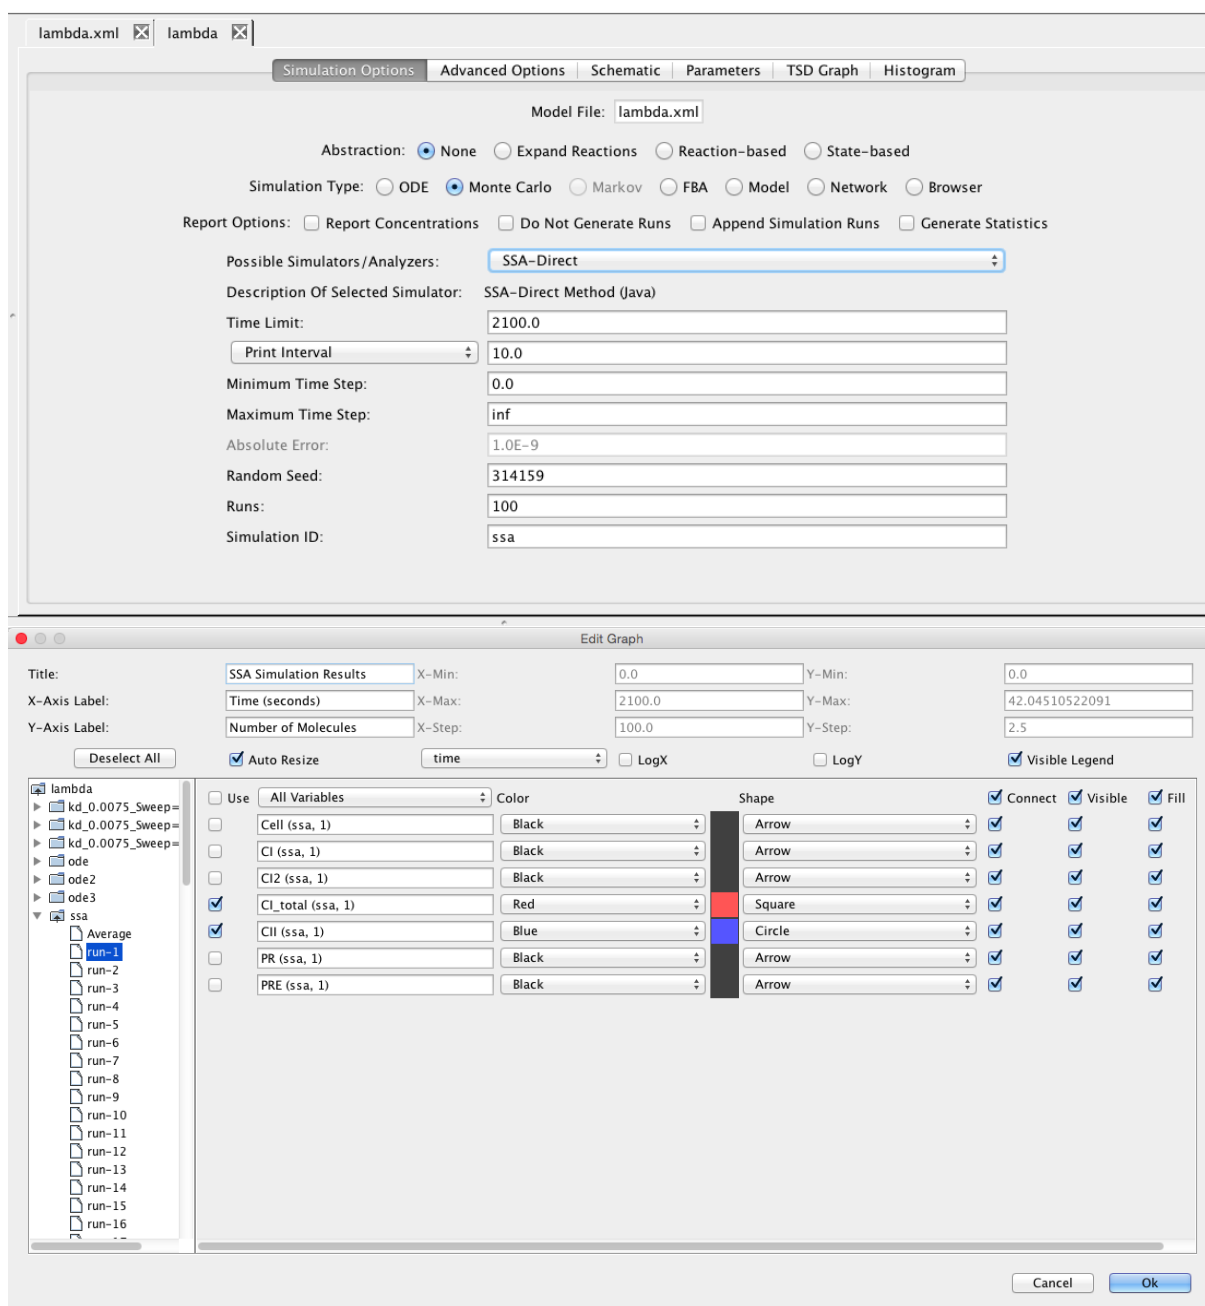 lambda.xml lambda
Simulation Options Advanced Options Schematic Parameters TSD Graph Histogram
Model File: lambda.xml
Abstraction: None Expand Reactions Reaction-based State-based
Simulation Type: ODE Monte Carlo Markov FBA Model Network Browser
Report Options: Report Concentrations Do Not Generate Runs Append Simulation Runs Generate Statistics
Possible Simulators/Analyzers: SSA-Direct
Description Of Selected Simulator: SSA-Direct Method (Java)
Time Limit: 2100.0
Print Interval 10.0
Minimum Time Step: 0.0
Maximum Time Step: inf
Absolute Error: 1.0E-9
Random Seed: 314159
Runs: 100
Simulation ID: ssa
Edit Graph
Title: SSA Simulation Results X-Min: 0.0 Y-Min: 0.0
X-Axis Label: Time (seconds) X-Max: 2100.0 Y-Max: 42.04510522091
Y-Axis Label: Number of Molecules X-Step: 100.0 Y-Step: 2.5
Deselect All Auto Resize time LogX LogY Visible Legend
lambda
kd_0.0075_Sweep=
kd_0.0075_Sweep=
kd_0.0075_Sweep=
ode
ode2
ode3
ssa
Average
run-1
run-2
run-3
run-4
run-5
run-6
run-7
run-8
run-9
run-10
run-11
run-12
run-13
run-14
run-15
run-16
Use All Variables Color Shape Connect Visible Fill
Cell (ssa, 1) Black Arrow
CI (ssa, 1) Black Arrow
CI2 (ssa, 1) Black Arrow
CI_total (ssa, 1) Red Square
CII (ssa, 1) Blue Circle
PR (ssa, 1) Black Arrow
PRE (ssa, 1) Black Arrow
Cancel Ok